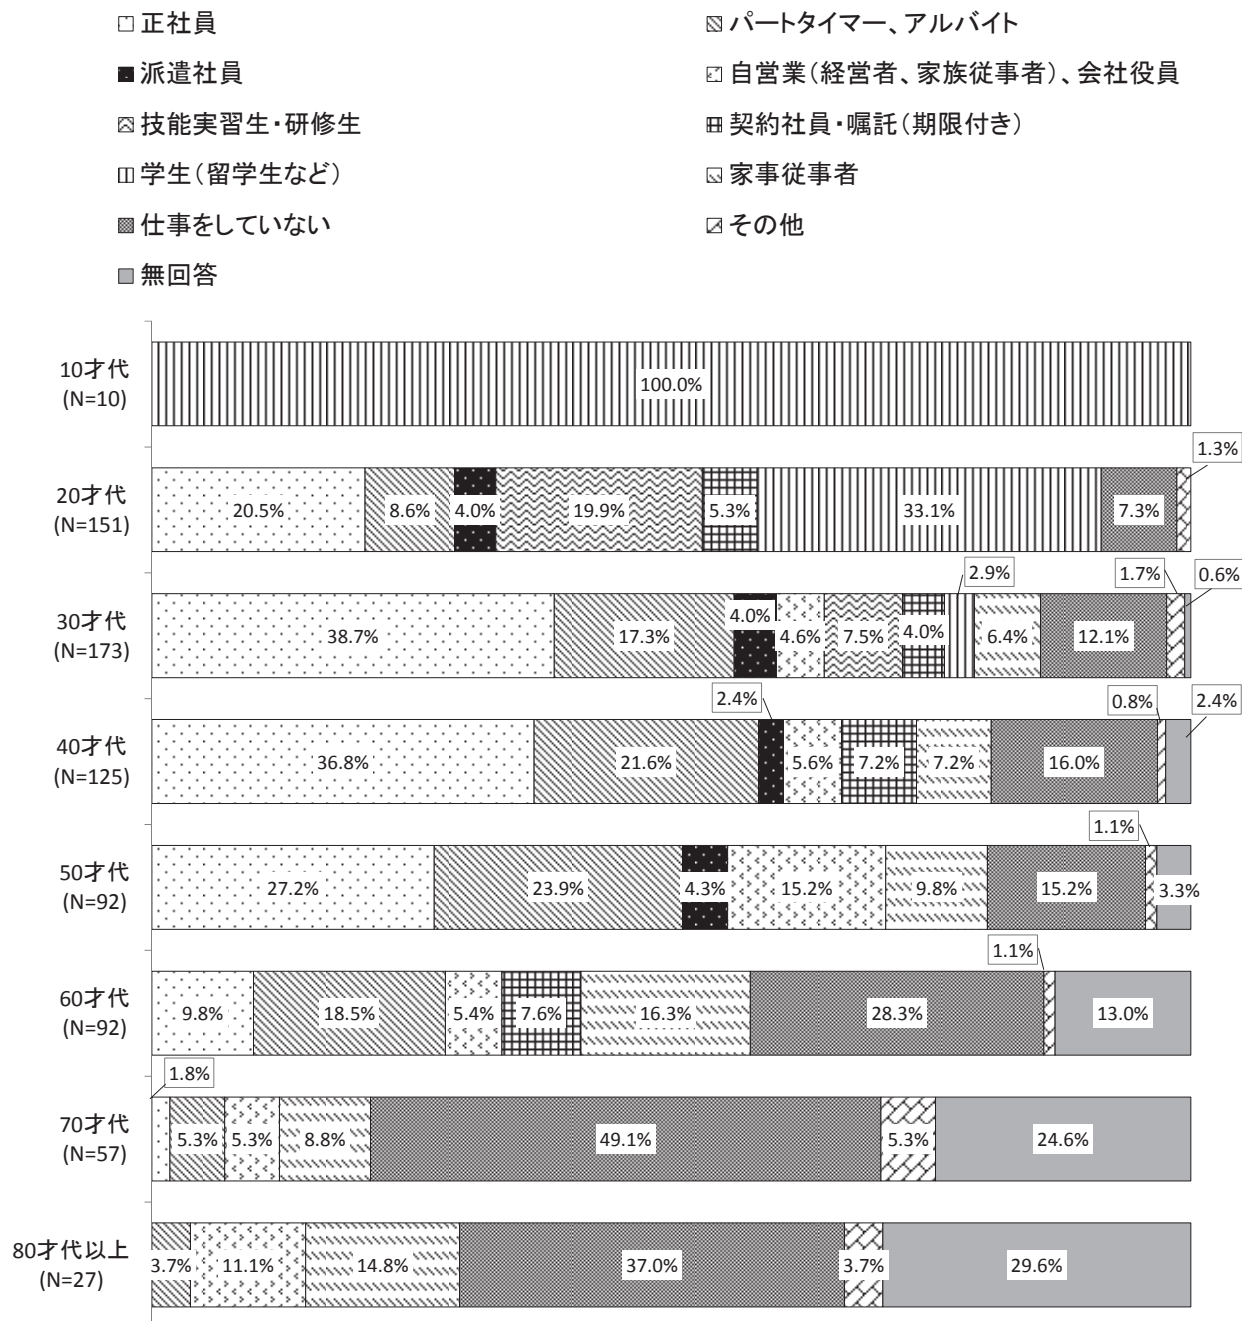 正社員
パートタイマー、アルバイト
派遣社員
自営業(経営者、家族従事者)、会社役員
技能実習生・研修生
契約社員・嘱託(期限付き)
学生(留学生など)
家事従事者
仕事をしていない
その他
無回答
10才代
(N=10)
100.0%
1.3%
20才代
(N=151)
20.5% 8.6% 4.0% 19.9% 5.3% 33.1% 7.3%
2.9% 1.7% 0.6%
30才代
(N=173)
38.7% 17.3% 4.0% 4.6% 7.5% 4.0% 6.4% 12.1%
2.4% 0.8% 2.4%
40才代
(N=125)
36.8% 21.6% 5.6% 7.2% 7.2% 16.0%
1.1%
50才代
(N=92)
27.2% 23.9% 4.3% 15.2% 9.8% 15.2% 3.3%
1.1%
60才代
(N=92)
9.8% 18.5% 5.4% 7.6% 16.3% 28.3% 13.0%
1.8%
70才代
(N=57)
5.3% 5.3% 8.8% 49.1% 5.3% 24.6%
80才代以上
(N=27)
3.7% 11.1% 14.8% 37.0% 3.7% 29.6%